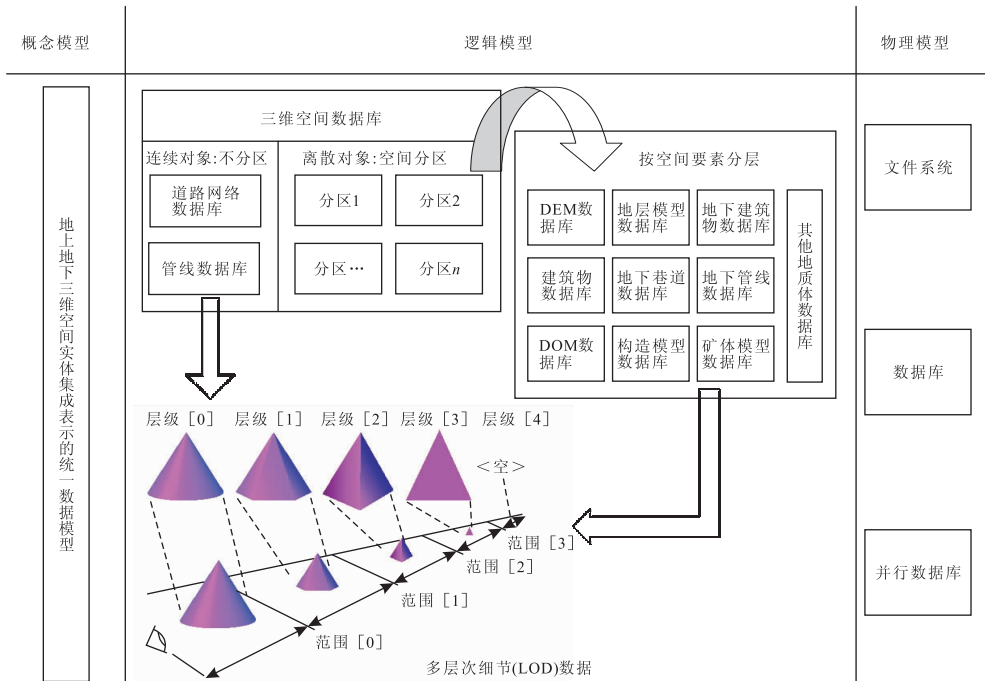 概念模型
逻辑模型
物理模型
地上地下三维空间实体集成表示的统一数据模型
三维空间数据库
连续对象:不分区
离散对象:空间分区
道路网络
数据库
管线数据库
分区1
分区2
分区…
分区n
按空间要素分层
DEM数
据库
地层模型
数据库
地下建筑
物数据库
建筑物
数据库
地下巷道
数据库
地下管线
数据库
DOM数
据库
构造模型
数据库
矿体模型
数据库
其他地质体数据库
文件系统
数据库
并行数据库
层级[0]
层级[1]
层级[2]
层级[3]
层级[4]
<空>
范围[3]
范围[2]
范围[1]
范围[0]
多层次细节(LOD)数据